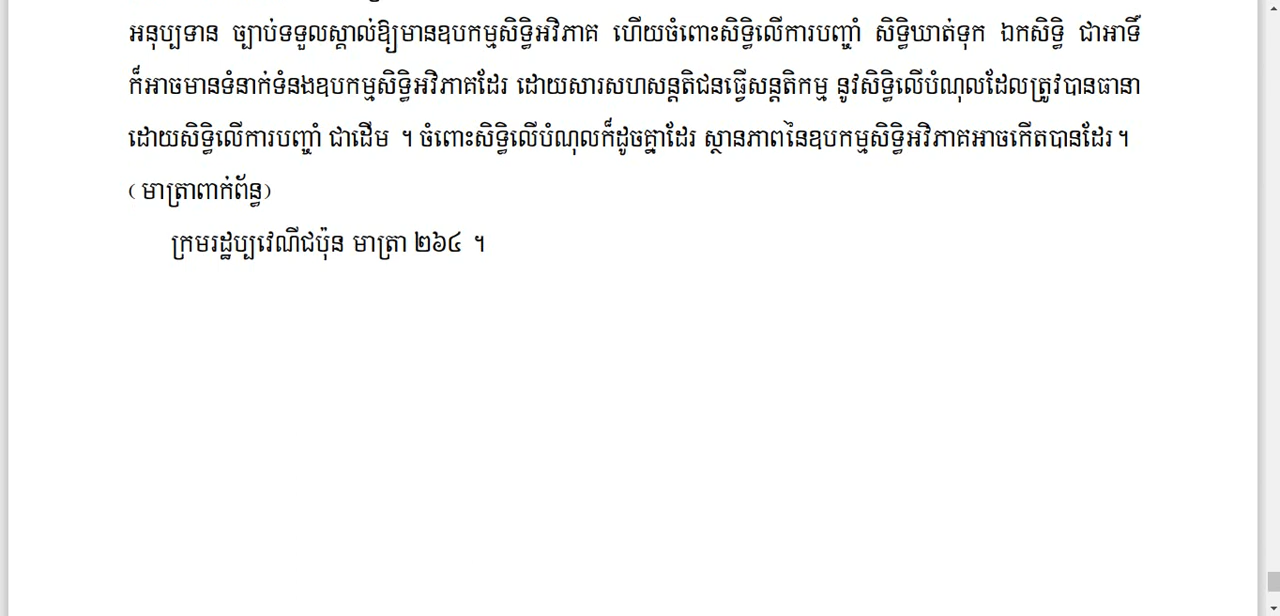 អនុប្បទាន ច្បាប់ទទួលស្គាល់ឱ្យមានឧបកម្មសិទ្ធិអវិភាគ ហើយចំពោះសិទ្ធិលើការបញ្ចាំ សិទ្ធិឃាត់ទុក ឯកសិទ្ធិ ជាអាទិ៍
ក៏អាចមានទំនាក់ទំនងឧបកម្មសិទ្ធិអវិភាគដែរ ដោយសារសហសន្តតិជនធ្វើសន្តតិកម្ម នូវសិទ្ធិលើបំណុលដែលត្រូវបានធានា
ដោយសិទ្ធិលើការបញ្ចាំ ជាដើម ។ ចំពោះសិទ្ធិលើបំណុលក៏ដូចគ្នាដែរ ស្ថានភាពនៃឧបកម្មសិទ្ធិអវិភាគអាចកើតបានដែរ។
( មាត្រាពាក់ព័ន្ធ)
ក្រមរដ្ឋប្បវេណីជប៉ុន មាត្រា ២៦៤ ។